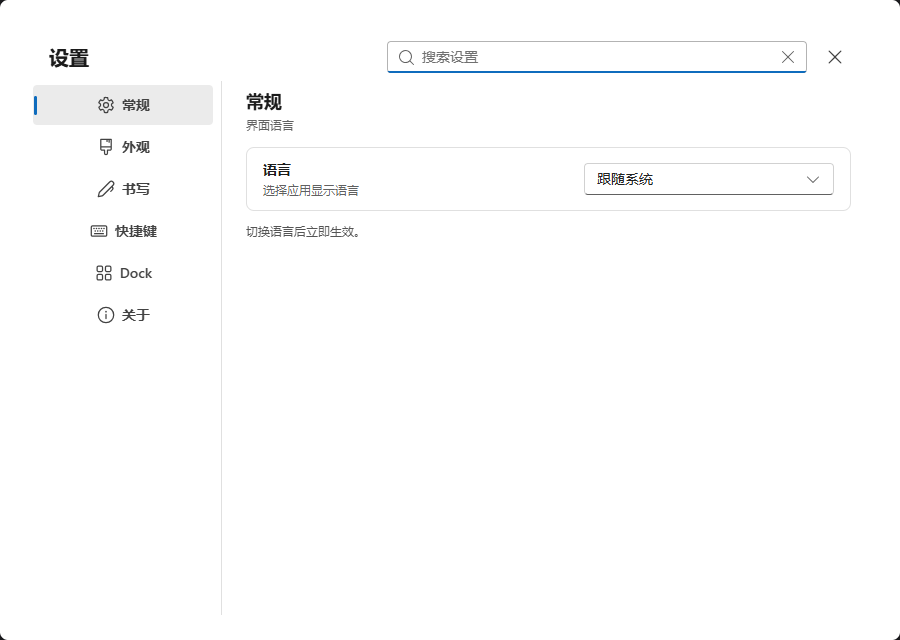 设置
搜索设置
常规
外观
书写
快捷键
Dock
关于
常规
界面语言
语言
选择应用显示语言
跟随系统
切换语言后立即生效。